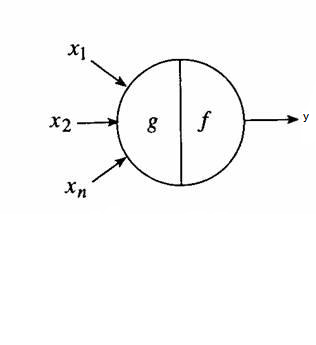 x₁
x₂
g
f
y
xₙ